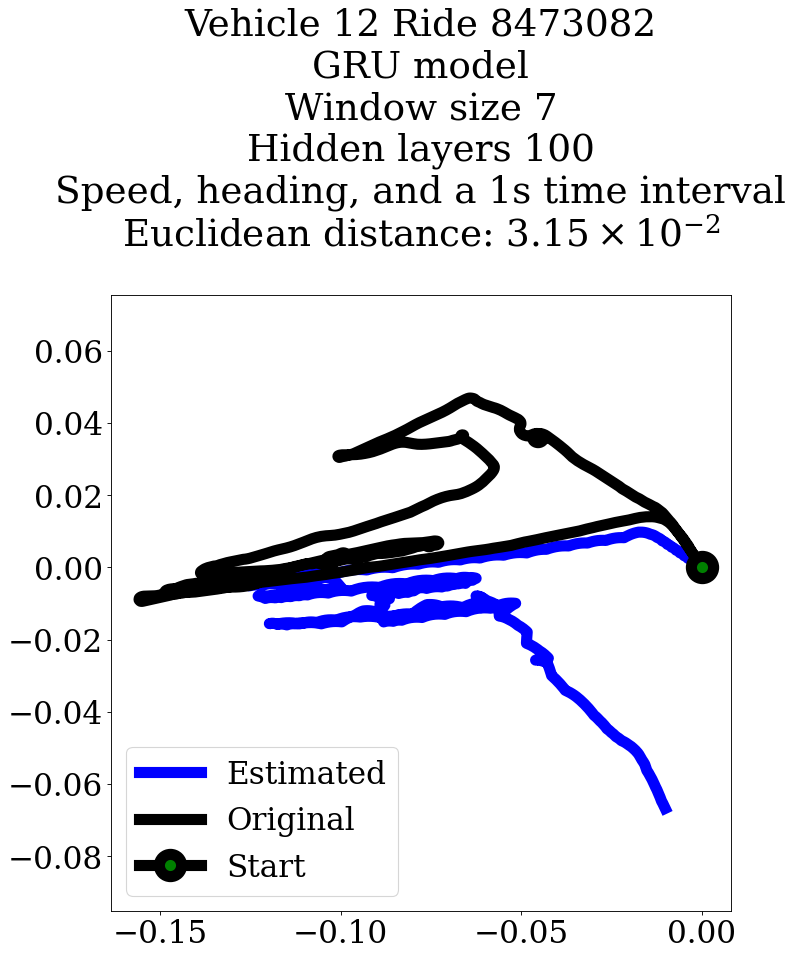 Vehicle 12 Ride 8473082
GRU model
Window size 7
Hidden layers 100
Speed, heading, and a 1s time interval
Euclidean distance: 3.15 × 10⁻²
0.06
0.04
0.02
0.00
−0.02
−0.04
−0.06
−0.08
Estimated
Original
Start
−0.15 −0.10 −0.05 0.00